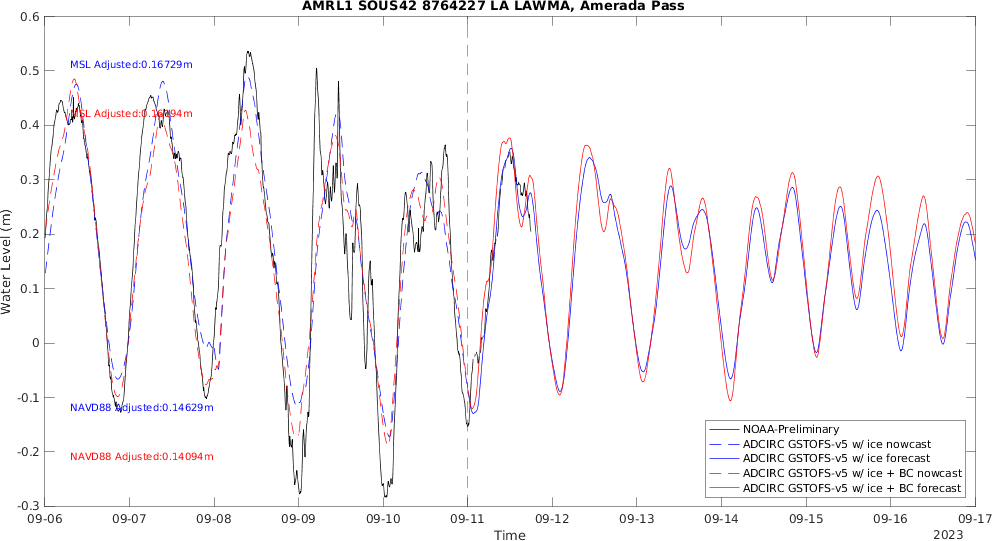 AMRL1 SOUS42 8764227 LA LAWMA, Amerada Pass
Water Level (m)
0.6
0.5
0.4
0.3
0.2
0.1
0
-0.1
-0.2
-0.3
MSL Adjusted:0.16729m
MSL Adjusted:
NAVD88 Adjusted:0.14629m
NAVD88 Adjusted:0.14094m
NOAA-Preliminary
ADCIRC GSTOFS-v5 w/ ice nowcast
ADCIRC GSTOFS-v5 w/ ice forecast
ADCIRC GSTOFS-v5 w/ ice + BC nowcast
ADCIRC GSTOFS-v5 w/ ice + BC forecast
09-06 09-07 09-08 09-09 09-10 09-11 09-12 09-13 09-14 09-15 09-16 09-17
Time
2023